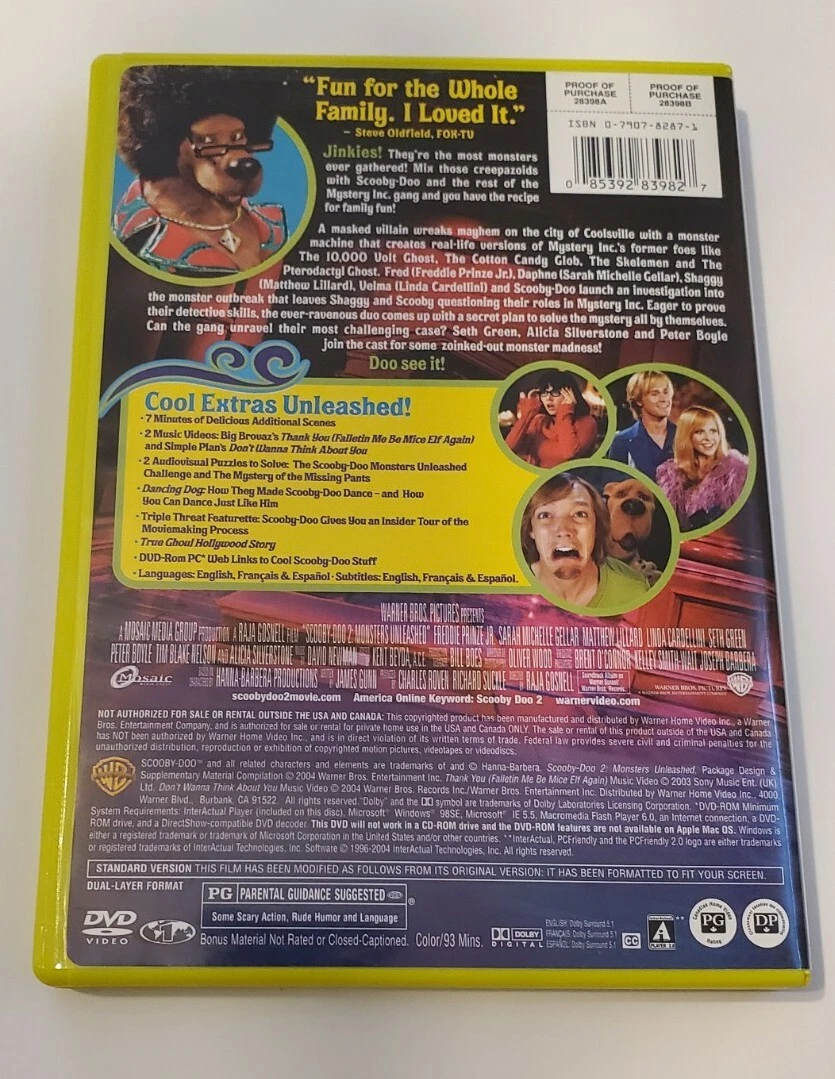 “Fun for the Whole
Family. I Loved It.”
– Steve Oldfield, FOX-TV
PROOF OF
PURCHASE
28398A
PROOF OF
PURCHASE
28398B
ISBN 0-7907-8287-1
0 85392 83982 7
Jinkies! They're the most monsters
ever gathered! Mix those creepazoids
with Scooby-Doo and the rest of the
Mystery Inc. gang and you have the recipe
for family fun!
A masked villain wreaks mayhem on the city of Coolsville with a monster
machine that creates real-life versions of Mystery Inc.'s former foes like
The 10,000 Volt Ghost, The Cotton Candy Glob, The Skelemen and The
Pterodactyl Ghost. Fred (Freddie Prinze Jr.), Daphne (Sarah Michelle Gellar), Shaggy
(Matthew Lillard), Velma (Linda Cardellini) and Scooby-Doo launch an investigation into
the monster outbreak that leaves Shaggy and Scooby questioning their roles in Mystery Inc. Eager to prove
their detective skills, the ever-ravenous duo comes up with a secret plan to solve the mystery all by themselves.
Can the gang unravel their most challenging case? Seth Green, Alicia Silverstone and Peter Boyle
join the cast for some zoinked-out monster madness!
Doo see it!
Cool Extras Unleashed!
• 7 Minutes of Delicious Additional Scenes
• 2 Music Videos: Big Brovaz's Thank You (Falletin Me Be Mice Elf Again)
and Simple Plan's Don't Wanna Think About You
• 2 Audiovisual Puzzles to Solve: The Scooby-Doo Monsters Unleashed
Challenge and The Mystery of the Missing Pants
• Dancing Dog: How They Made Scooby-Doo Dance – and How
You Can Dance Just Like Him
• Triple Threat Featurette: Scooby-Doo Gives You an Insider Tour of the
Moviemaking Process
• True Ghoul Hollywood Story
• DVD-Rom PC* Web Links to Cool Scooby-Doo Stuff
• Languages: English, Français & Español • Subtitles: English, Français & Español.
WARNER BROS. PICTURES PRESENTS
A MOSAIC MEDIA GROUP PRODUCTION A RAJA GOSNELL FILM "SCOOBY-DOO 2: MONSTERS UNLEASHED" FREDDIE PRINZE JR. SARAH MICHELLE GELLAR MATTHEW LILLARD LINDA CARDELLINI SETH GREEN
PETER BOYLE TIM BLAKE NELSON AND ALICIA SILVERSTONE DAVID NEWMAN KENT BEYDA, A.C.E. BILL BOES OLIVER WOOD BRENT O'CONNOR KELLEY SMITH-WAIT JOSEPH BARBERA
Mosaic HANNA-BARBERA PRODUCTIONS JAMES GUNN CHARLES ROVEN RICHARD SUCKLE RAJA GOSNELL Soundtrack Album on Warner Sunset/ Warner Bros. Records. WARNER BROS. PICTURES
scoobydoo2movie.com America Online Keyword: Scooby Doo 2 warnervideo.com
NOT AUTHORIZED FOR SALE OR RENTAL OUTSIDE THE USA AND CANADA: This copyrighted product has been manufactured and distributed by Warner Home Video Inc., a Warner
Bros. Entertainment Company, and is authorized for sale or rental for private home use in the USA and Canada ONLY. The sale or rental of this product outside of the USA and Canada
has NOT been authorized by Warner Home Video Inc., and is in direct violation of its written terms of trade. Federal law provides severe civil and criminal penalties for the
unauthorized distribution, reproduction or exhibition of copyrighted motion pictures, videotapes or videodiscs.
SCOOBY-DOO™ and all related characters and elements are trademarks of and © Hanna-Barbera. Scooby-Doo 2: Monsters Unleashed, Package Design &
Supplementary Material Compilation © 2004 Warner Bros. Entertainment Inc. Thank You (Falletin Me Be Mice Elf Again) Music Video © 2003 Sony Music Ent. (UK)
Ltd. Don't Wanna Think About You Music Video © 2004 Warner Bros. Records Inc./Warner Bros. Entertainment Inc. Distributed by Warner Home Video Inc., 4000
Warner Blvd., Burbank, CA 91522. All rights reserved. "Dolby" and the DD symbol are trademarks of Dolby Laboratories Licensing Corporation. *DVD-ROM Minimum
System Requirements: InterActual Player (included on this disc), Microsoft® Windows® 98SE, Microsoft® IE 5.5, Macromedia Flash Player 6.0, an Internet connection, a DVD-
ROM drive, and a DirectShow-compatible DVD decoder. This DVD will not work in a CD-ROM drive and the DVD-ROM features are not available on Apple Mac OS. Windows is
either a registered trademark or trademark of Microsoft Corporation in the United States and/or other countries. **InterActual, PCFriendly and the PCFriendly 2.0 logo are either trademarks
or registered trademarks of InterActual Technologies, Inc. Software © 1996-2004 InterActual Technologies, Inc. All rights reserved.
STANDARD VERSION THIS FILM HAS BEEN MODIFIED AS FOLLOWS FROM ITS ORIGINAL VERSION: IT HAS BEEN FORMATTED TO FIT YOUR SCREEN.
DUAL-LAYER FORMAT
PG PARENTAL GUIDANCE SUGGESTED ®
Some Scary Action, Rude Humor and Language
DVD
VIDEO
1
Bonus Material Not Rated or Closed-Captioned. Color/93 Mins.
DOLBY
DIGITAL
ENGLISH: Dolby Surround 5.1
FRANÇAIS: Dolby Surround 5.1
ESPAÑOL: Dolby Surround 5.1
CC
A
PLAYER 2.0
**
Canadian Home Video
PG
Rating
DP